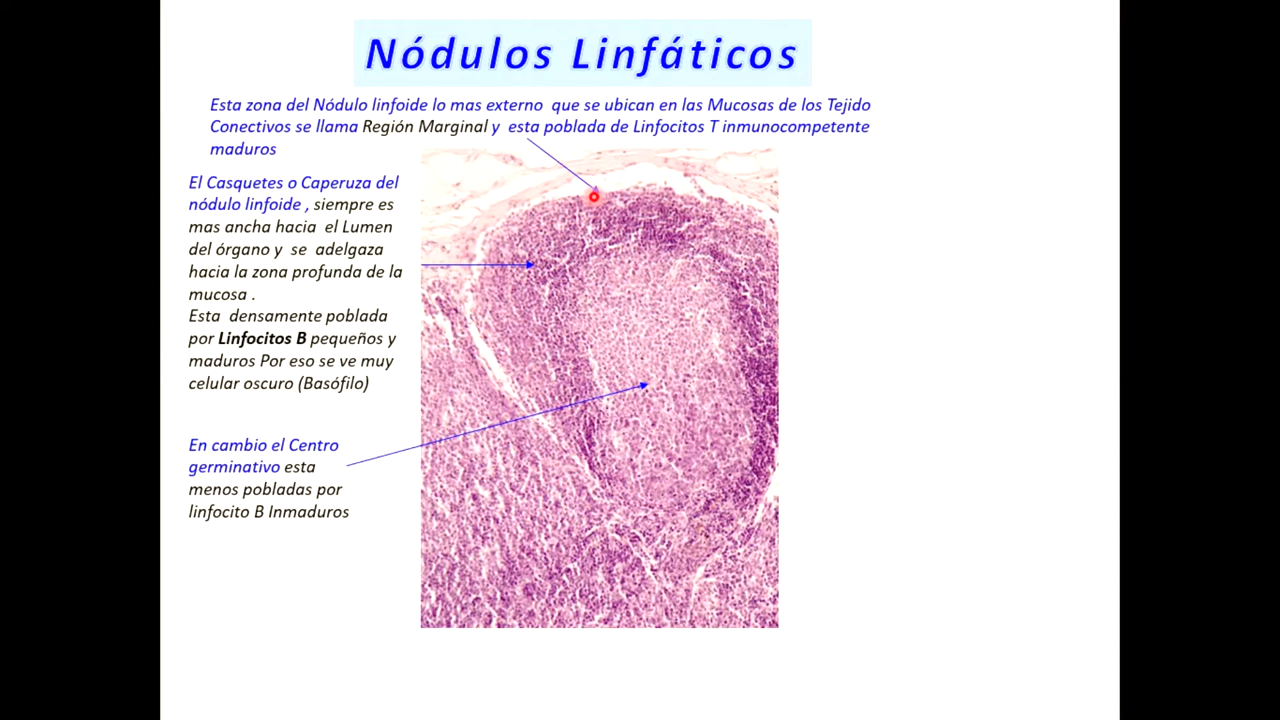 Nódulos Linfáticos
Esta zona del Nódulo linfoide lo mas externo que se ubican en las Mucosas de los Tejido
Conectivos se llama Región Marginal y esta poblada de Linfocitos T inmunocompetente
maduros
El Casquetes o Caperuza del
nódulo linfoide , siempre es
mas ancha hacia el Lumen
del órgano y se adelgaza
hacia la zona profunda de la
mucosa .
Esta densamente poblada
por Linfocitos B pequeños y
maduros Por eso se ve muy
celular oscuro (Basófilo)
En cambio el Centro
germinativo esta
menos pobladas por
linfocito B Inmaduros